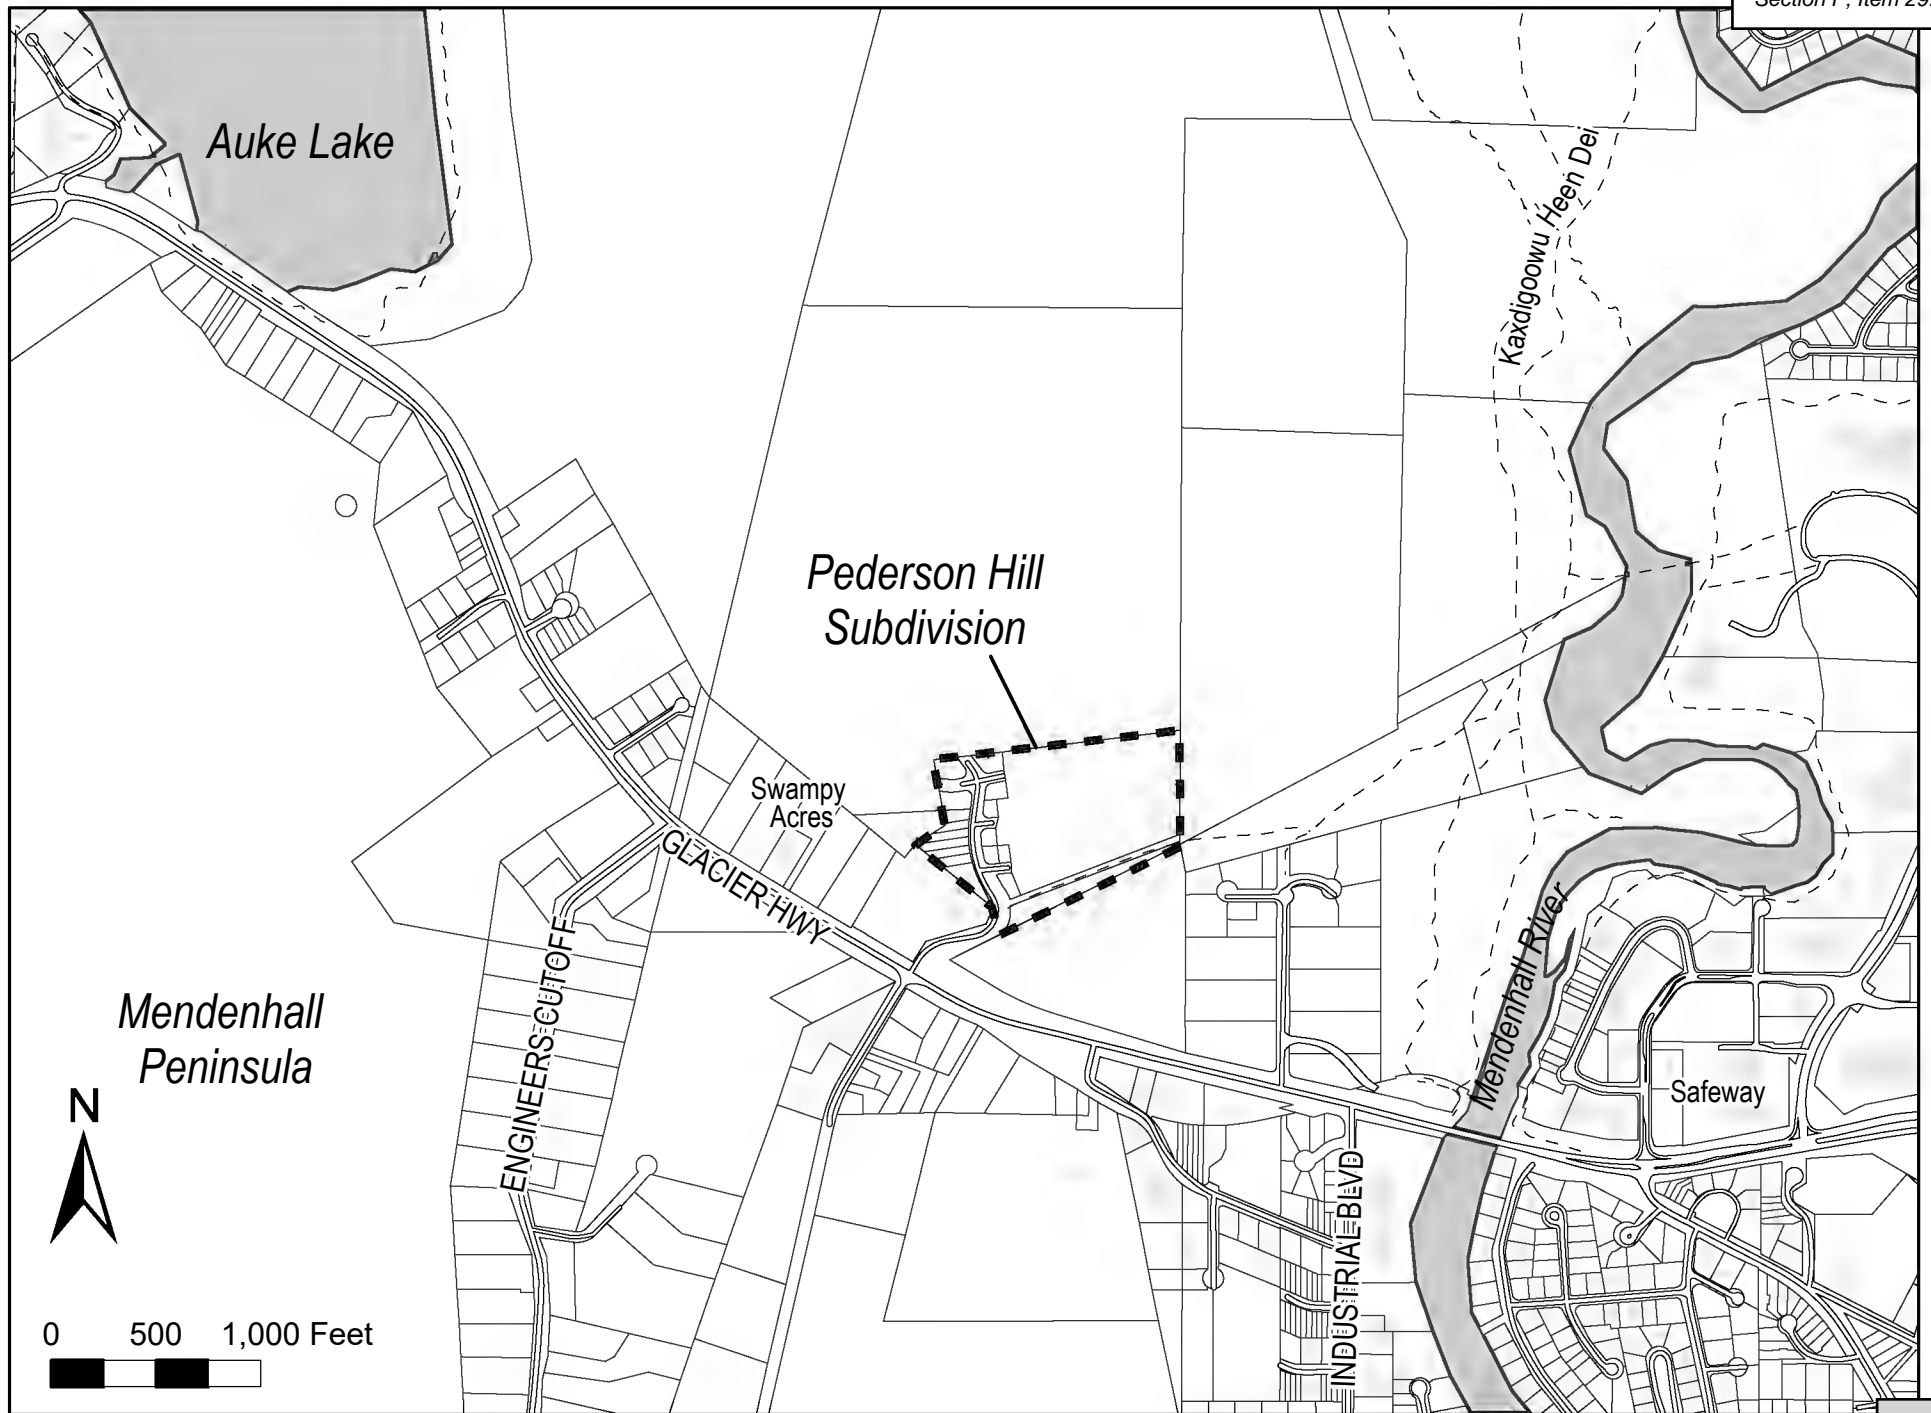 Auke Lake
Kaxdigoowu Heen Dei
Pederson Hill
Subdivision
Swampy
Acres
GLACIER HWY
ENGINEERS CUTOFF
Mendenhall River
Mendenhall
Peninsula
Safeway
INDUSTRIAL BLVD
N
0 500 1,000 Feet